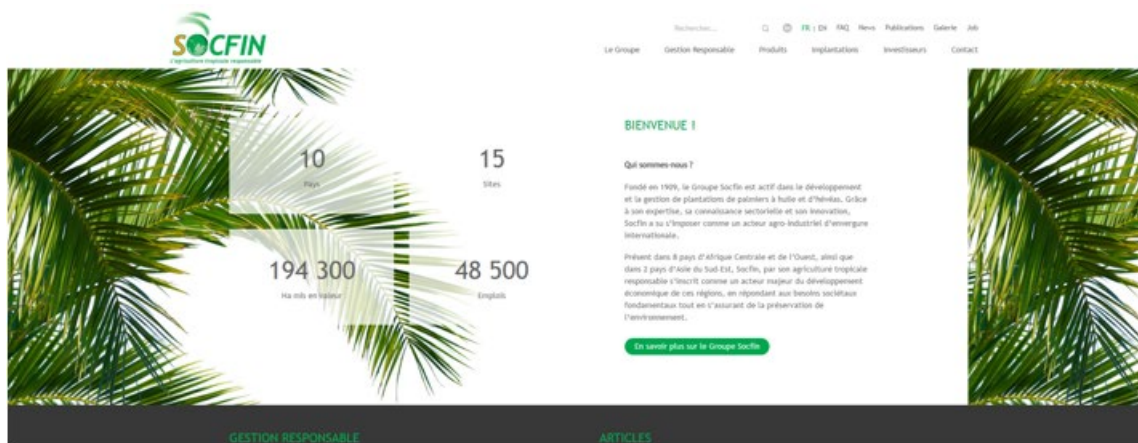 SOCFIN
L'agriculture tropicale responsable
Rechercher...
FR | EN FAQ News Publications Galerie Job
Le Groupe Gestion Responsable Produits Implantations Investisseurs Contact
10
Pays
15
Sites
194 300
Ha mis en valeur
48 500
Emplois
BIENVENUE !
Qui sommes-nous ?
Fondé en 1909, le Groupe Socfin est actif dans le développement
et la gestion de plantations de palmiers à huile et d'hévéas. Grâce
à son expertise, sa connaissance sectorielle et son innovation,
Socfin a su s'imposer comme un acteur agro-industriel d'envergure
internationale.
Présent dans 8 pays d'Afrique Centrale et de l'Ouest, ainsi que
dans 2 pays d'Asie du Sud-Est, Socfin, par son agriculture tropicale
responsable s'inscrit comme un acteur majeur du développement
économique de ces régions, en répondant aux besoins sociétaux
fondamentaux tout en s'assurant de la préservation de
l'environnement.
En savoir plus sur le Groupe Socfin
GESTION RESPONSABLE
ARTICLES